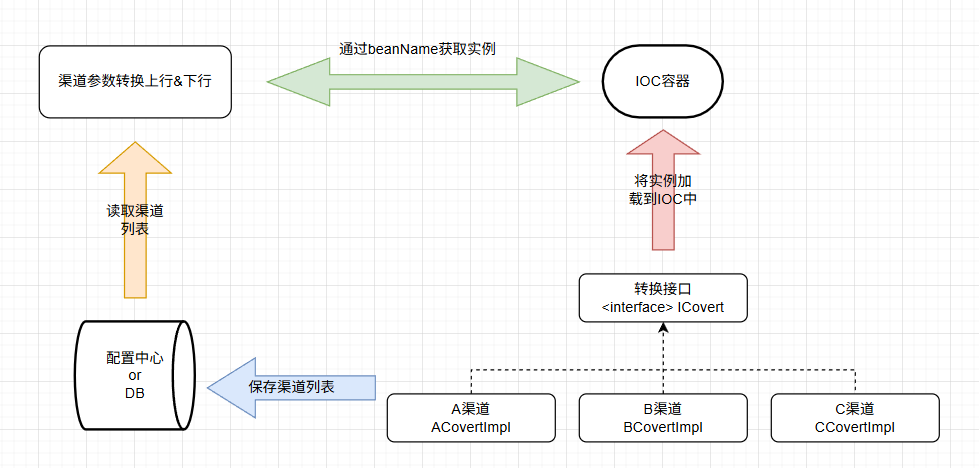 通过beanName获取实例
渠道参数转换上行&下行
IOC容器
将实例加
载到IOC中
读取渠道
列表
转换接口
<interface> ICovert
配置中心
or
DB
保存渠道列表
A渠道
ACovertImpl
B渠道
BCovertImpl
C渠道
CCovertImpl